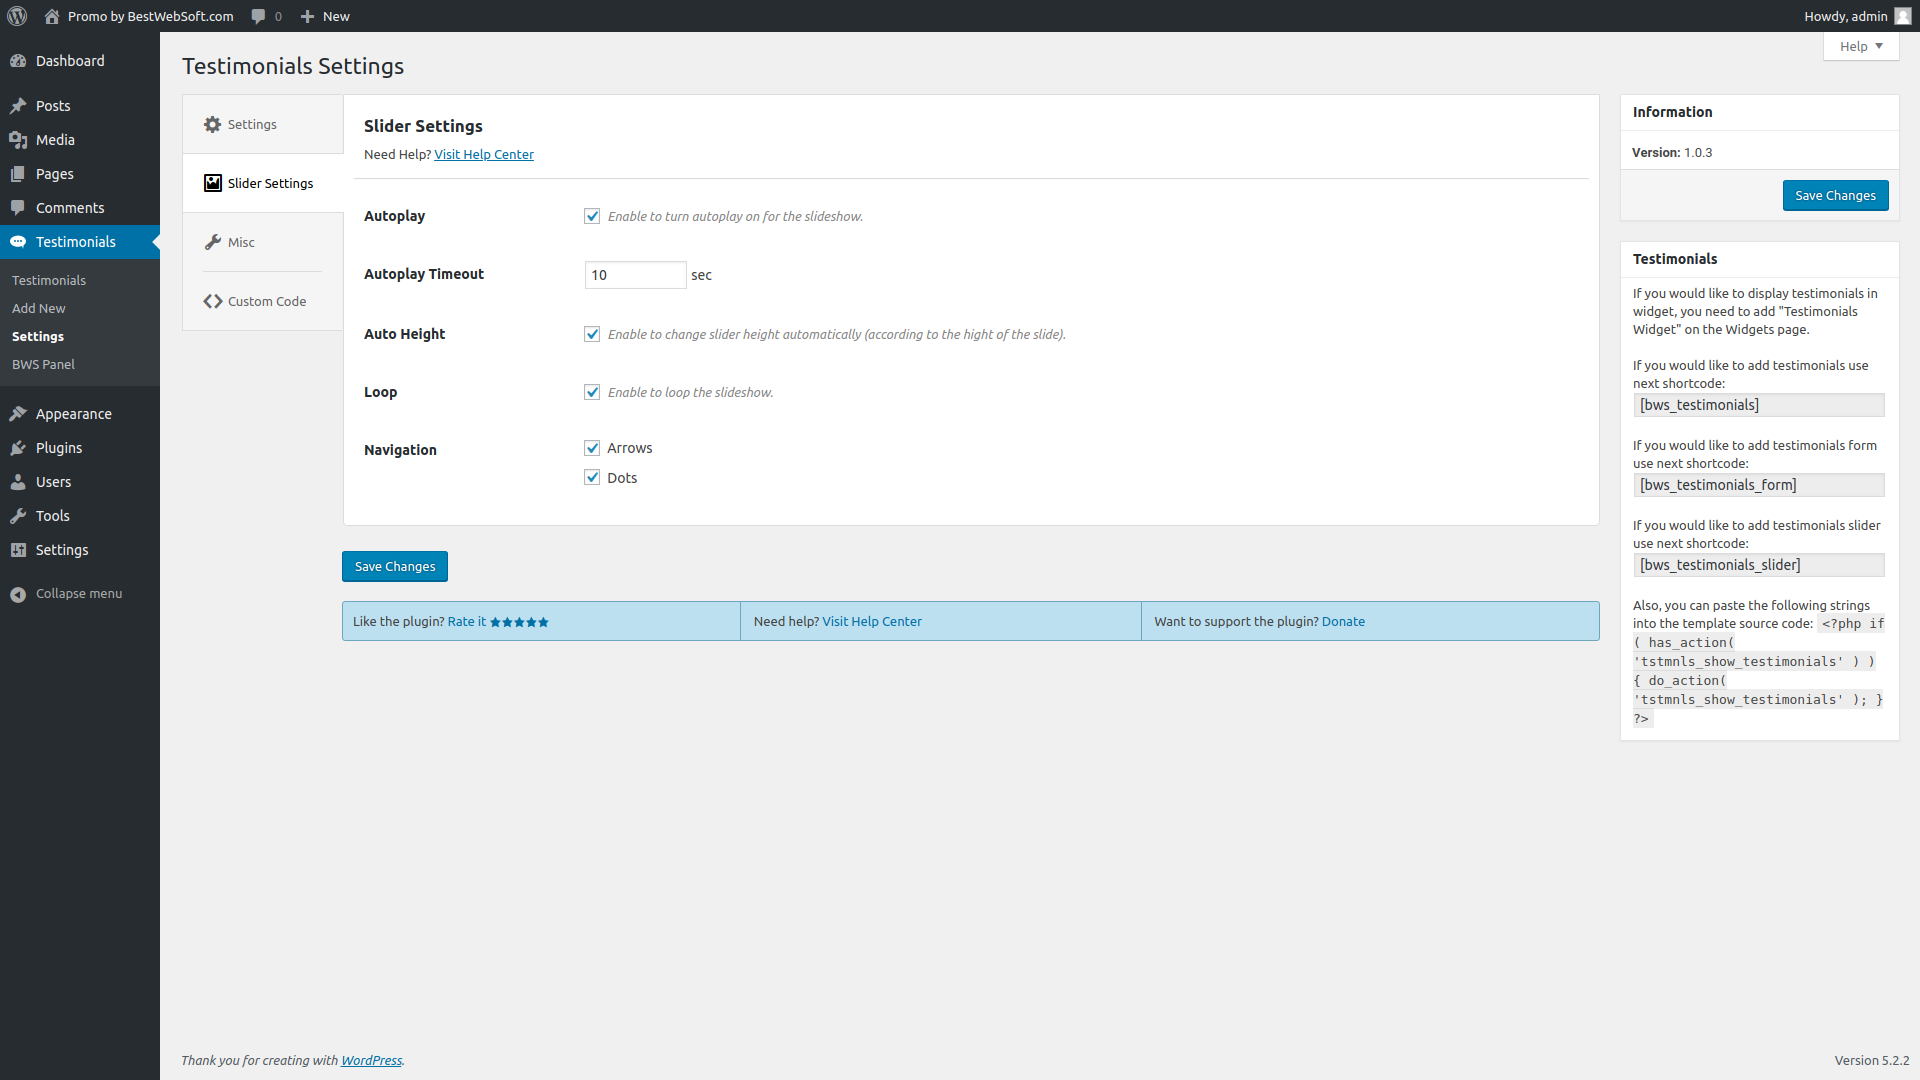 Promo by BestWebSoft.com 0 New Howdy, admin
Help
Dashboard
Posts
Media
Pages
Comments
Testimonials
Testimonials
Add New
Settings
BWS Panel
Appearance
Plugins
Users
Tools
Settings
Collapse menu
Testimonials Settings
Settings
Slider Settings
Misc
Custom Code
Slider Settings
Need Help? Visit Help Center
Autoplay Enable to turn autoplay on for the slideshow.
Autoplay Timeout 10 sec
Auto Height Enable to change slider height automatically (according to the hight of the slide).
Loop Enable to loop the slideshow.
Navigation Arrows
Dots
Save Changes
Like the plugin? Rate it Need help? Visit Help Center Want to support the plugin? Donate
Information
Version: 1.0.3
Save Changes
Testimonials
If you would like to display testimonials in
widget, you need to add "Testimonials
Widget" on the Widgets page.
If you would like to add testimonials use
next shortcode:
[bws_testimonials]
If you would like to add testimonials form
use next shortcode:
[bws_testimonials_form]
If you would like to add testimonials slider
use next shortcode:
[bws_testimonials_slider]
Also, you can paste the following strings
into the template source code: <?php if
( has_action(
'tstmnls_show_testimonials' ) )
{ do_action(
'tstmnls_show_testimonials' ); }
?>
Thank you for creating with WordPress. Version 5.2.2